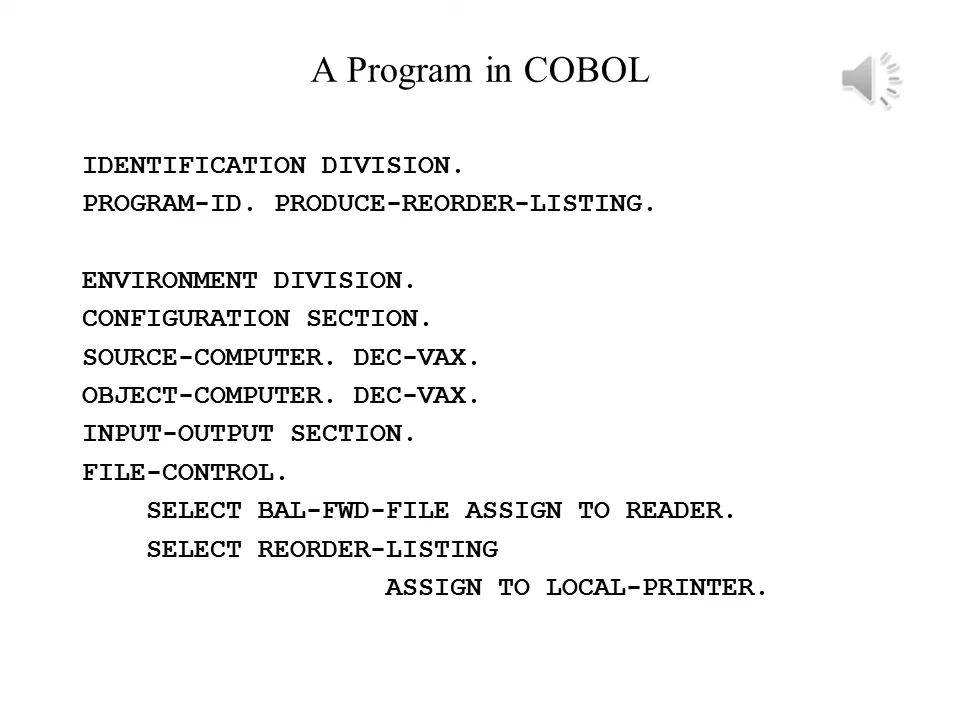 A Program in COBOL
IDENTIFICATION DIVISION.
PROGRAM-ID. PRODUCE-REORDER-LISTING.
ENVIRONMENT DIVISION.
CONFIGURATION SECTION.
SOURCE-COMPUTER. DEC-VAX.
OBJECT-COMPUTER. DEC-VAX.
INPUT-OUTPUT SECTION.
FILE-CONTROL.
SELECT BAL-FWD-FILE ASSIGN TO READER.
SELECT REORDER-LISTING
ASSIGN TO LOCAL-PRINTER.